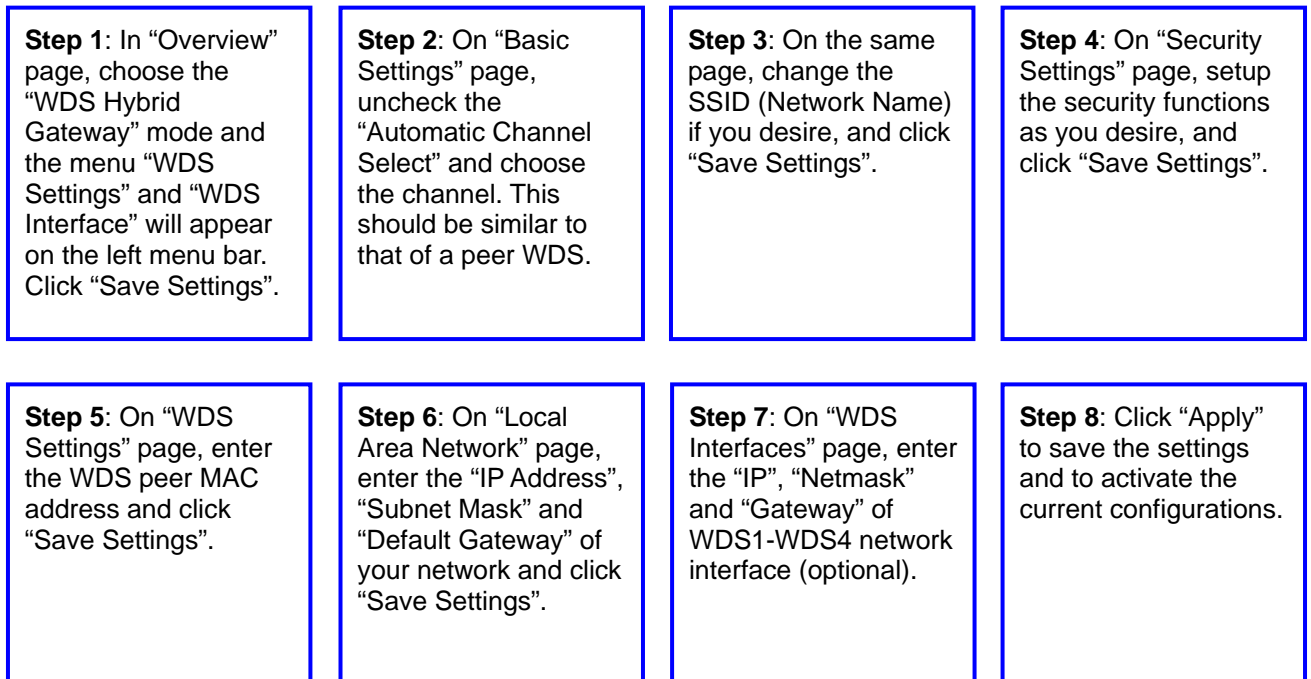 Step 1: In “Overview”
page, choose the
“WDS Hybrid
Gateway” mode and
the menu “WDS
Settings” and “WDS
Interface” will appear
on the left menu bar.
Click “Save Settings”.
Step 2: On “Basic
Settings” page,
uncheck the
“Automatic Channel
Select” and choose
the channel. This
should be similar to
that of a peer WDS.
Step 3: On the same
page, change the
SSID (Network Name)
if you desire, and click
“Save Settings”.
Step 4: On “Security
Settings” page, setup
the security functions
as you desire, and
click “Save Settings”.
Step 5: On “WDS
Settings” page, enter
the WDS peer MAC
address and click
“Save Settings”.
Step 6: On “Local
Area Network” page,
enter the “IP Address”,
“Subnet Mask” and
“Default Gateway” of
your network and click
“Save Settings”.
Step 7: On “WDS
Interfaces” page, enter
the “IP”, “Netmask”
and “Gateway” of
WDS1-WDS4 network
interface (optional).
Step 8: Click “Apply”
to save the settings
and to activate the
current configurations.